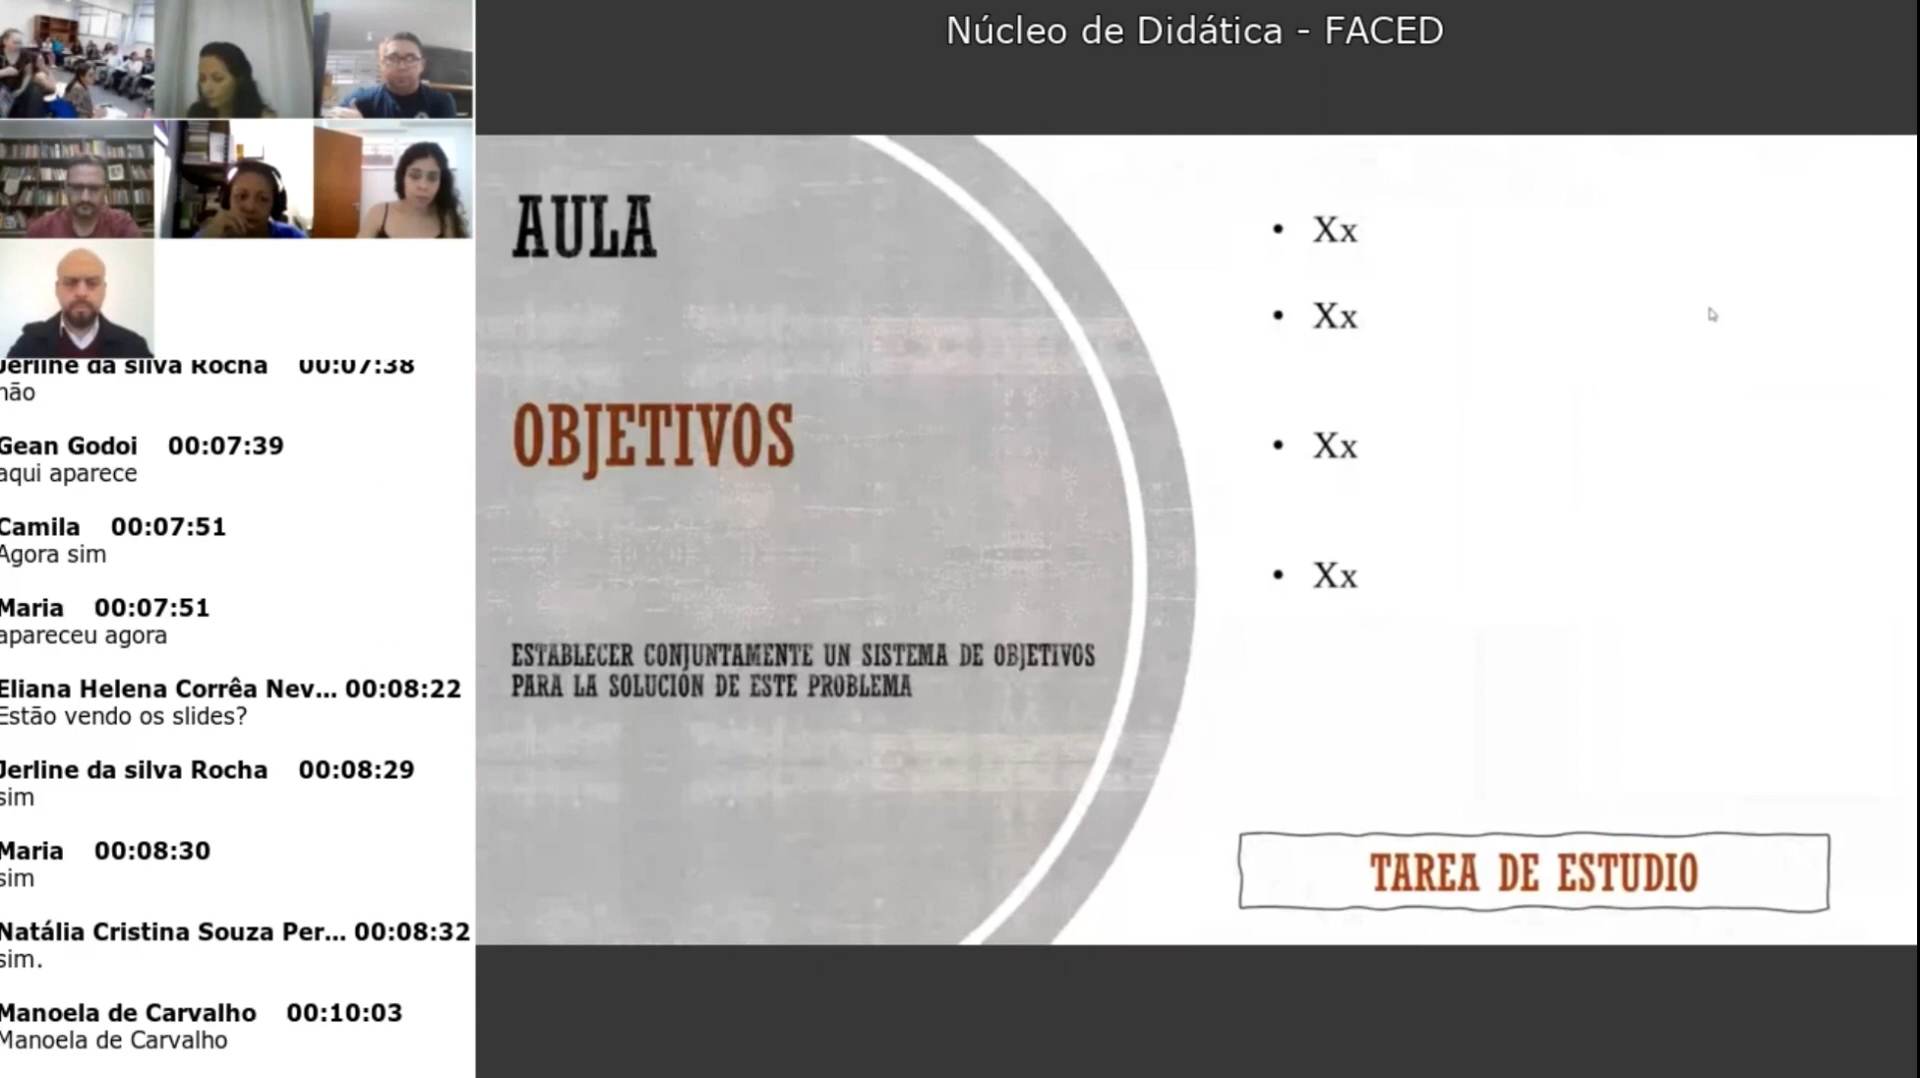 Núcleo de Didática - FACED
Jerline da silva Rocha 00:07:38
não
Gean Godoi 00:07:39
aqui aparece
Camila 00:07:51
Agora sim
Maria 00:07:51
apareceu agora
Eliana Helena Corrêa Nev... 00:08:22
Estão vendo os slides?
Jerline da silva Rocha 00:08:29
sim
Maria 00:08:30
sim
Natália Cristina Souza Per... 00:08:32
sim.
Manoela de Carvalho 00:10:03
Manoela de Carvalho
AULA
OBJETIVOS
ESTABLECER CONJUNTAMENTE UN SISTEMA DE OBJETIVOS
PARA LA SOLUCIÓN DE ESTE PROBLEMA
• Xx
• Xx
• Xx
• Xx
TAREA DE ESTUDIO